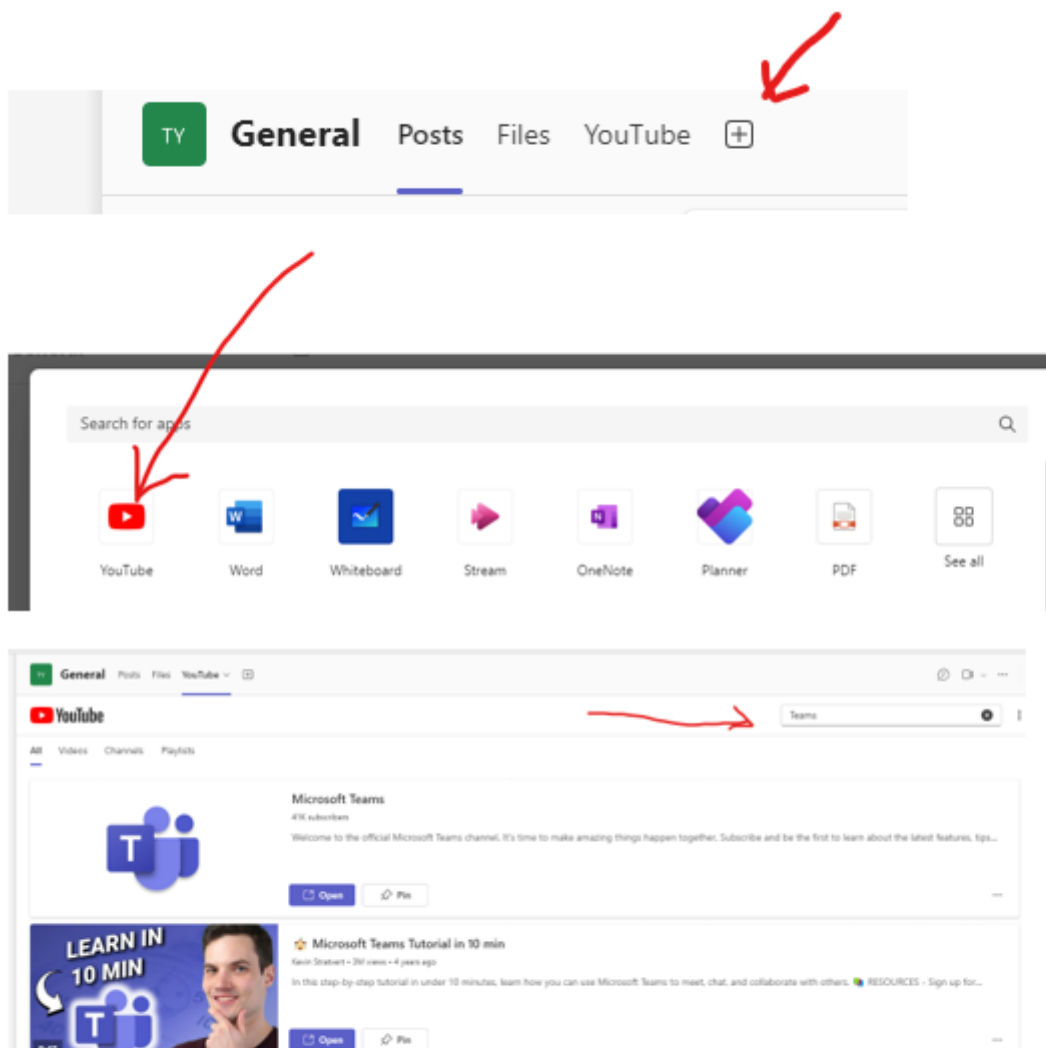 TY General Posts Files YouTube
Search for apps
YouTube Word Whiteboard Stream OneNote Planner PDF See all
TY General Posts Files YouTube
YouTube Teams
All Videos Channels Playlists
Microsoft Teams
41K subscribers
Welcome to the official Microsoft Teams channel. It's time to make amazing things happen together. Subscribe and be the first to learn about the latest features, tips...
Open Pin
LEARN IN
10 MIN
Microsoft Teams Tutorial in 10 min
Kevin Stratvert • 3M views • 4 years ago
In this step-by-step tutorial in under 10 minutes, learn how you can use Microsoft Teams to meet, chat, and collaborate with others. 📚 RESOURCES - Sign up for...
T
Open Pin